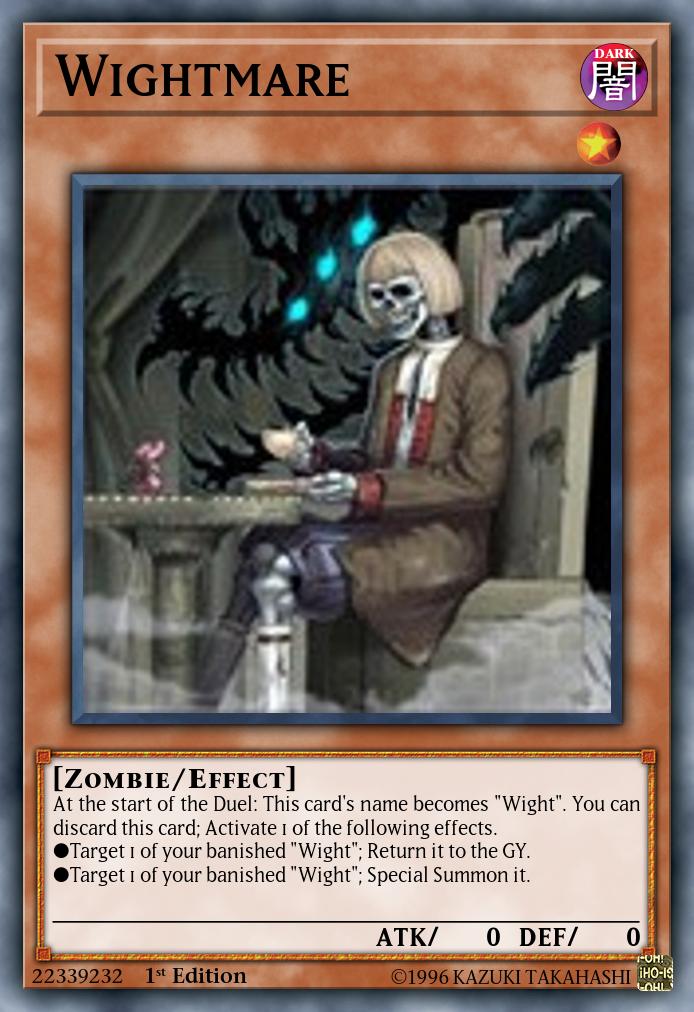 WIGHTMARE
DARK
闇
[ZOMBIE/EFFECT]
At the start of the Duel: This card's name becomes "Wight". You can
discard this card; Activate 1 of the following effects.
●Target 1 of your banished "Wight"; Return it to the GY.
●Target 1 of your banished "Wight"; Special Summon it.
ATK/ 0 DEF/ 0
22339232 1st Edition ©1996 KAZUKI TAKAHASHI